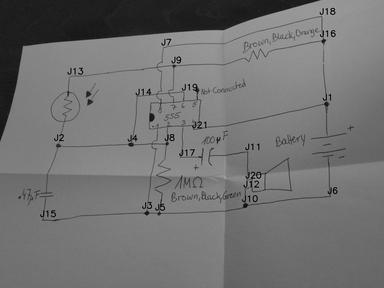 J18
J7
Brown,Black,Orange
J16
J9
J13
J14
J19
Not Connected
8 7 6 5
J1
555
1 2 3 4
J21
100µF
Battery
+
J2
J4
J8
J17
+
J11
J20
1MΩ
J12
.47µF
Brown,Black,Green
J6
J10
J15
J3 J5